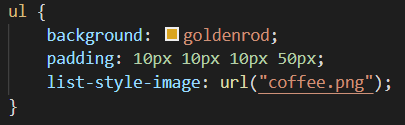 ul {
    background: goldenrod;
    padding: 10px 10px 10px 50px;
    list-style-image: url("coffee.png");
}